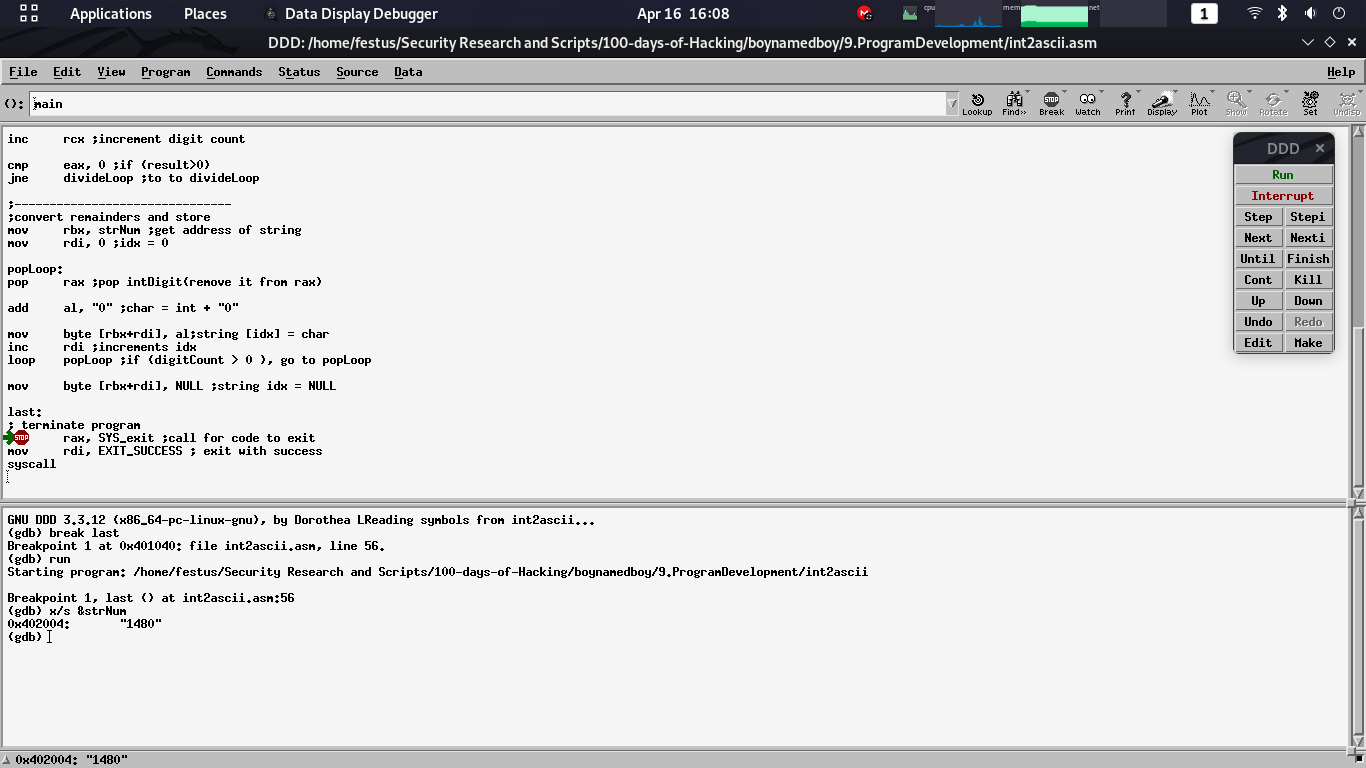 Applications Places Data Display Debugger Apr 16 16:08 cpu mem net 1
DDD: /home/festus/Security Research and Scripts/100-days-of-Hacking/boynamedboy/9.ProgramDevelopment/int2ascii.asm
File Edit View Program Commands Status Source Data Help
(): main Lookup Find>> Break Watch Print Display Plot Show Rotate Set Undisp
inc rcx ;increment digit count
cmp eax, 0 ;if (result>0)
jne divideLoop ;to to divideLoop
;-------------------------------
;convert remainders and store
mov rbx, strNum ;get address of string
mov rdi, 0 ;idx = 0
popLoop:
pop rax ;pop intDigit(remove it from rax)
add al, "0" ;char = int + "0"
mov byte [rbx+rdi], al;string [idx] = char
inc rdi ;increments idx
loop popLoop ;if (digitCount > 0 ), go to popLoop
mov byte [rbx+rdi], NULL ;string idx = NULL
last:
; terminate program
STOP rax, SYS_exit ;call for code to exit
mov rdi, EXIT_SUCCESS ; exit with success
syscall
DDD
Run
Interrupt
Step Stepi
Next Nexti
Until Finish
Cont Kill
Up Down
Undo Redo
Edit Make
GNU DDD 3.3.12 (x86_64-pc-linux-gnu), by Dorothea LReading symbols from int2ascii...
(gdb) break last
Breakpoint 1 at 0x401040: file int2ascii.asm, line 56.
(gdb) run
Starting program: /home/festus/Security Research and Scripts/100-days-of-Hacking/boynamedboy/9.ProgramDevelopment/int2ascii
Breakpoint 1, last () at int2ascii.asm:56
(gdb) x/s &strNum
0x402004: "1480"
(gdb)
0x402004: "1480"